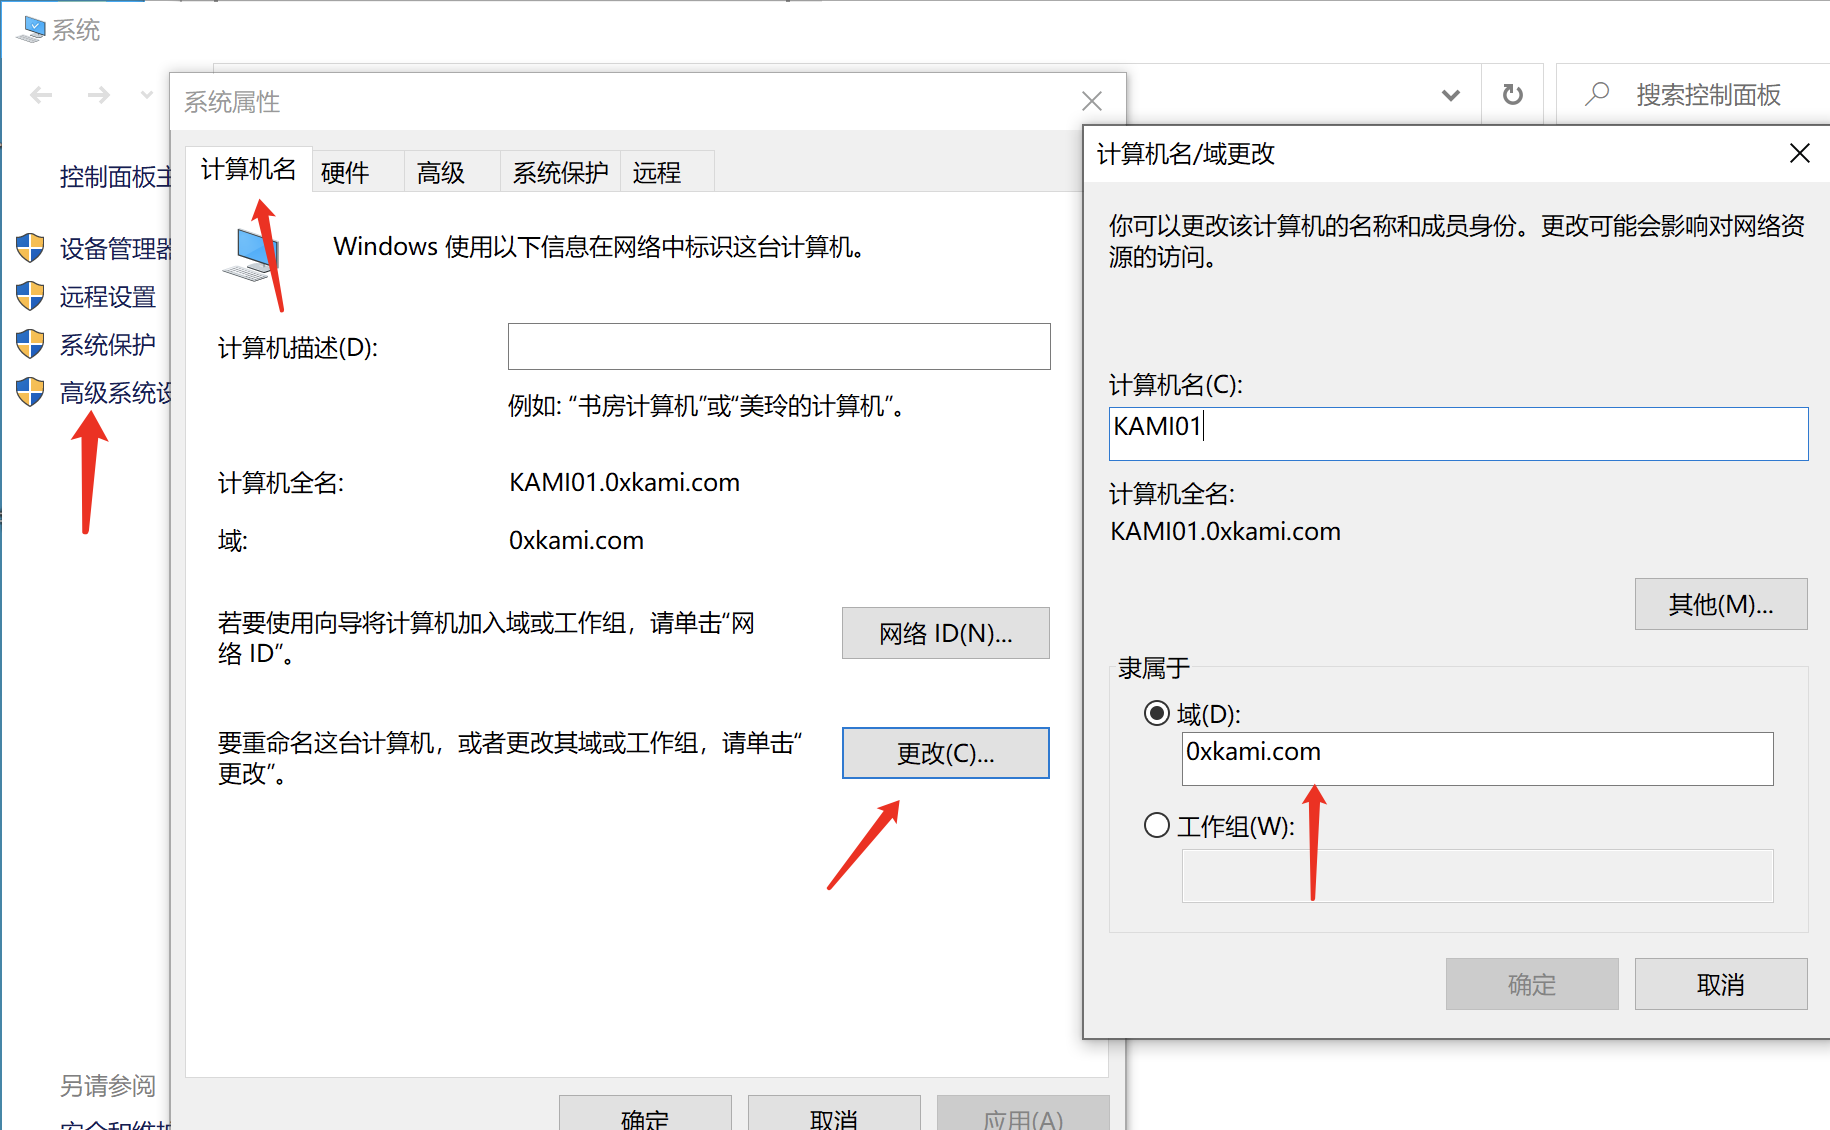 系统
搜索控制面板
控制面板主
设备管理器
远程设置
系统保护
高级系统设
另请参阅
安全和维护
系统属性
计算机名
硬件
高级
系统保护
远程
Windows 使用以下信息在网络中标识这台计算机。
计算机描述(D):
例如: “书房计算机”或“美玲的计算机”。
计算机全名:
KAMI01.0xkami.com
域:
0xkami.com
若要使用向导将计算机加入域或工作组，请单击“网
络 ID”。
网络 ID(N)...
要重命名这台计算机，或者更改其域或工作组，请单击“
更改”。
更改(C)...
确定
取消
应用(A)
计算机名/域更改
你可以更改该计算机的名称和成员身份。更改可能会影响对网络资
源的访问。
计算机名(C):
KAMI01
计算机全名:
KAMI01.0xkami.com
其他(M)...
隶属于
域(D):
0xkami.com
工作组(W):
确定
取消